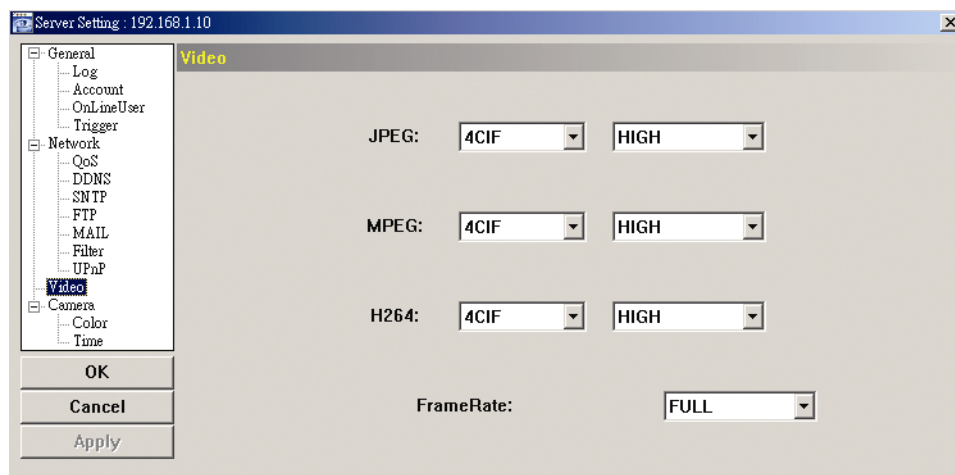 Server Setting : 192.168.1.10
General
Log
Account
OnLineUser
Trigger
Network
QoS
DDNS
SNTP
FTP
MAIL
Filter
UPnP
Video
Camera
Color
Time
OK
Cancel
Apply
Video
JPEG: 4CIF HIGH
MPEG: 4CIF HIGH
H264: 4CIF HIGH
FrameRate: FULL